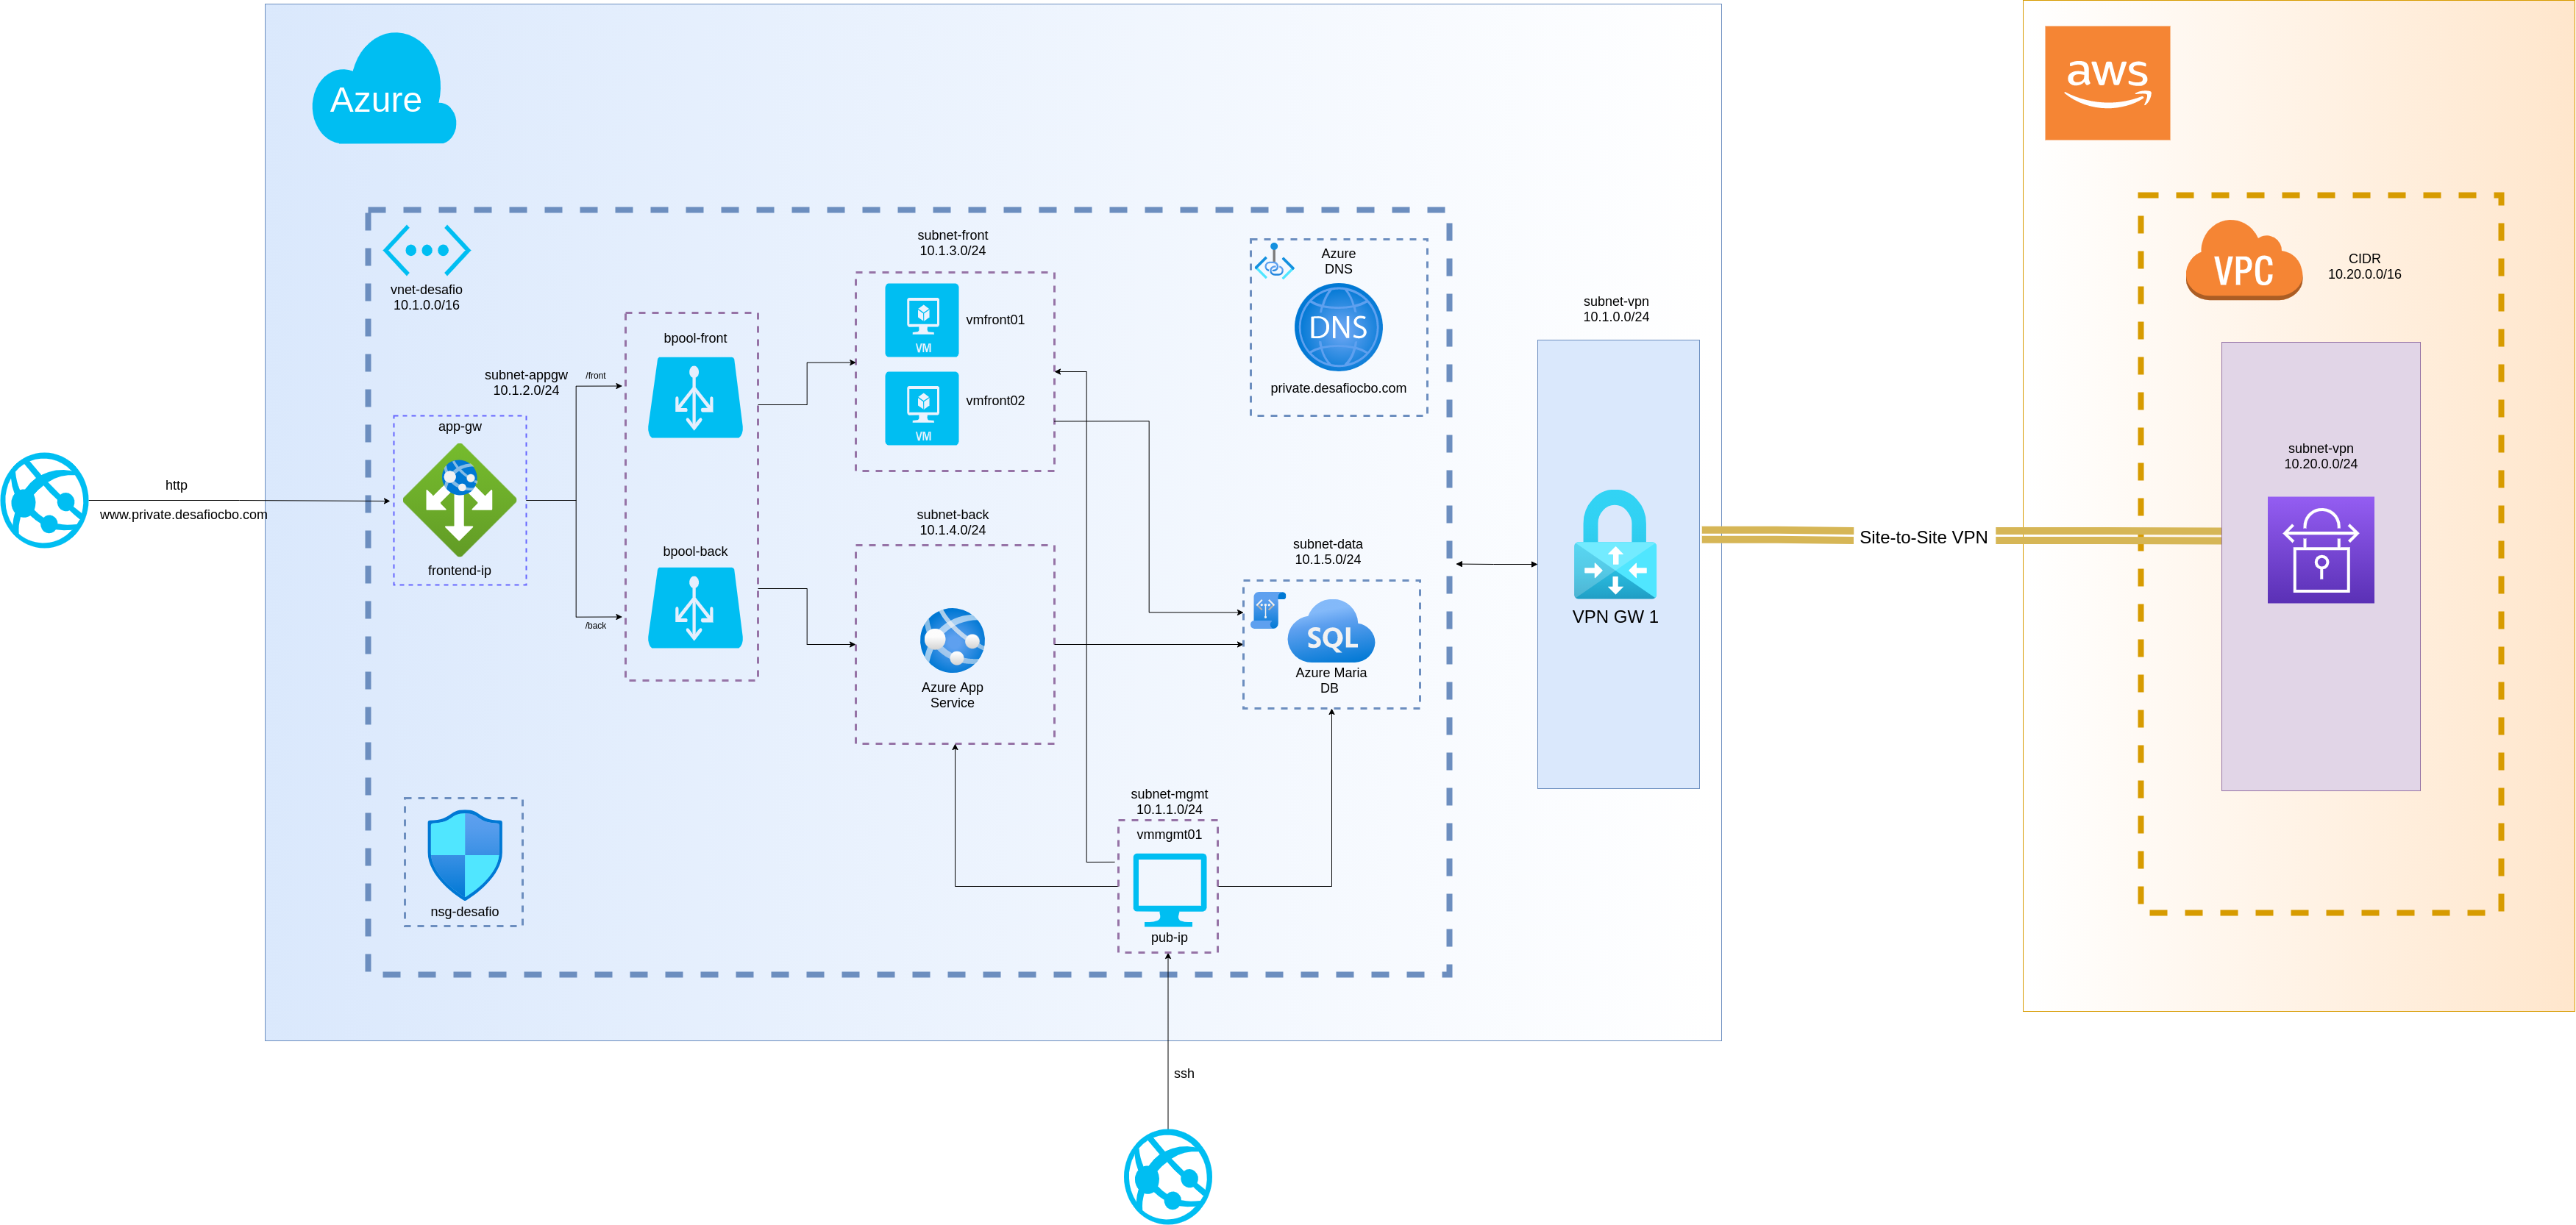 Azure
aws
vnet-desafio
10.1.0.0/16
subnet-front
10.1.3.0/24
vmfront01
VM
vmfront02
VM
Azure
DNS
DNS
private.desafiocbo.com
subnet-vpn
10.1.0.0/24
VPC
CIDR
10.20.0.0/16
bpool-front
subnet-appgw
10.1.2.0/24
/front
app-gw
frontend-ip
http
www.private.desafiocbo.com
bpool-back
/back
subnet-back
10.1.4.0/24
Azure App
Service
subnet-data
10.1.5.0/24
SQL
Azure Maria
DB
VPN GW 1
Site-to-Site VPN
subnet-vpn
10.20.0.0/24
nsg-desafio
subnet-mgmt
10.1.1.0/24
vmmgmt01
pub-ip
ssh